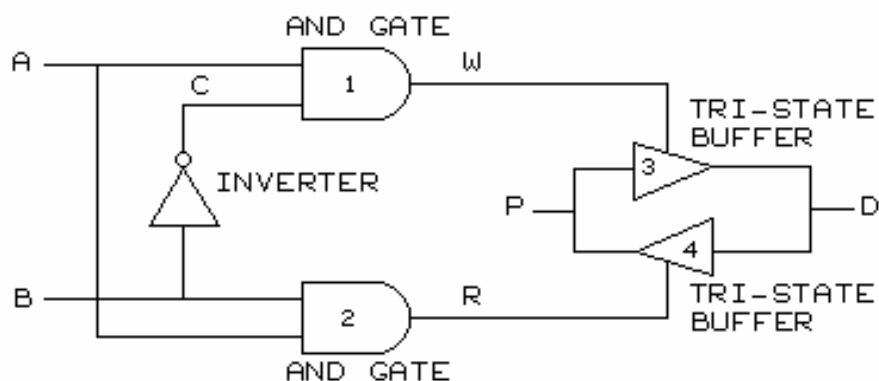 AND GATE
A
1
W
C
TRI-STATE
BUFFER
3
INVERTER
P
D
4
B
2
R
TRI-STATE
BUFFER
AND GATE